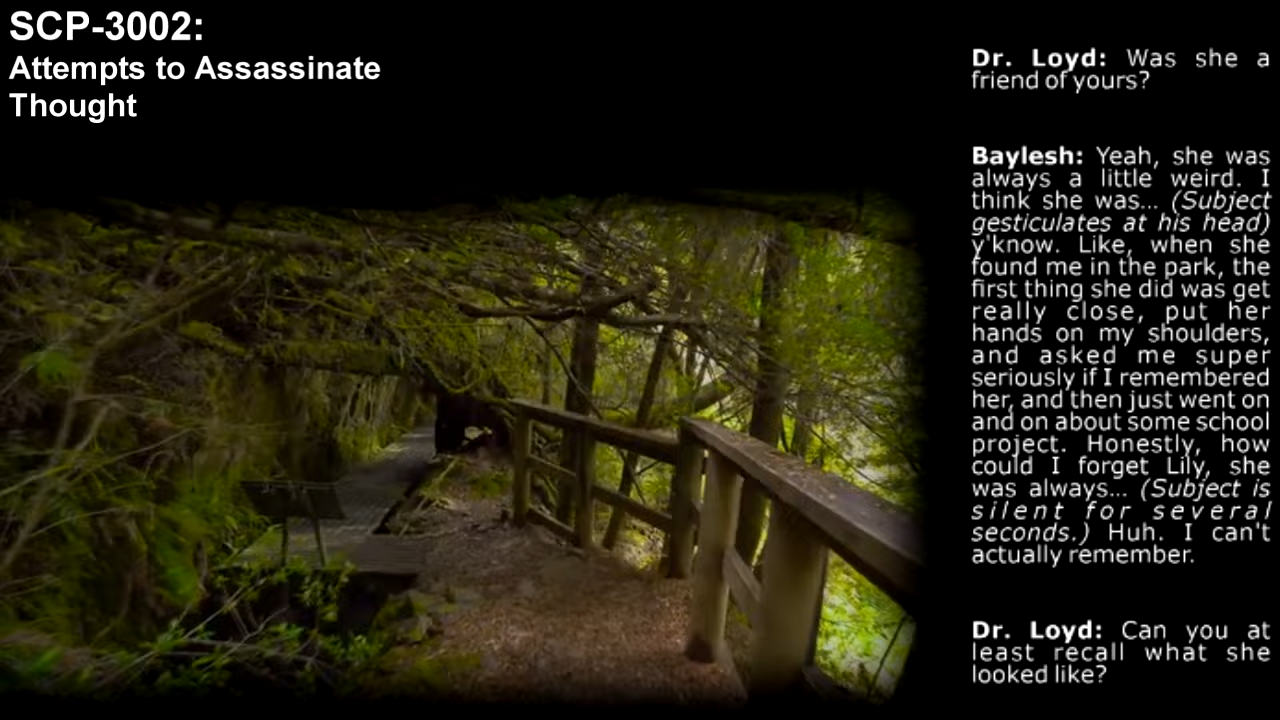 SCP-3002:
Attempts to Assassinate
Thought
Dr. Loyd: Was she a
friend of yours?
Baylesh: Yeah, she was
always a little weird. I
think she was... (Subject
gesticulates at his head)
y'know. Like, when she
found me in the park, the
first thing she did was get
really close, put her
hands on my shoulders,
and asked me super
seriously if I remembered
her, and then just went on
and on about some school
project. Honestly, how
could I forget Lily, she
was always... (Subject is
silent for several
seconds.) Huh. I can't
actually remember.
Dr. Loyd: Can you at
least recall what she
looked like?